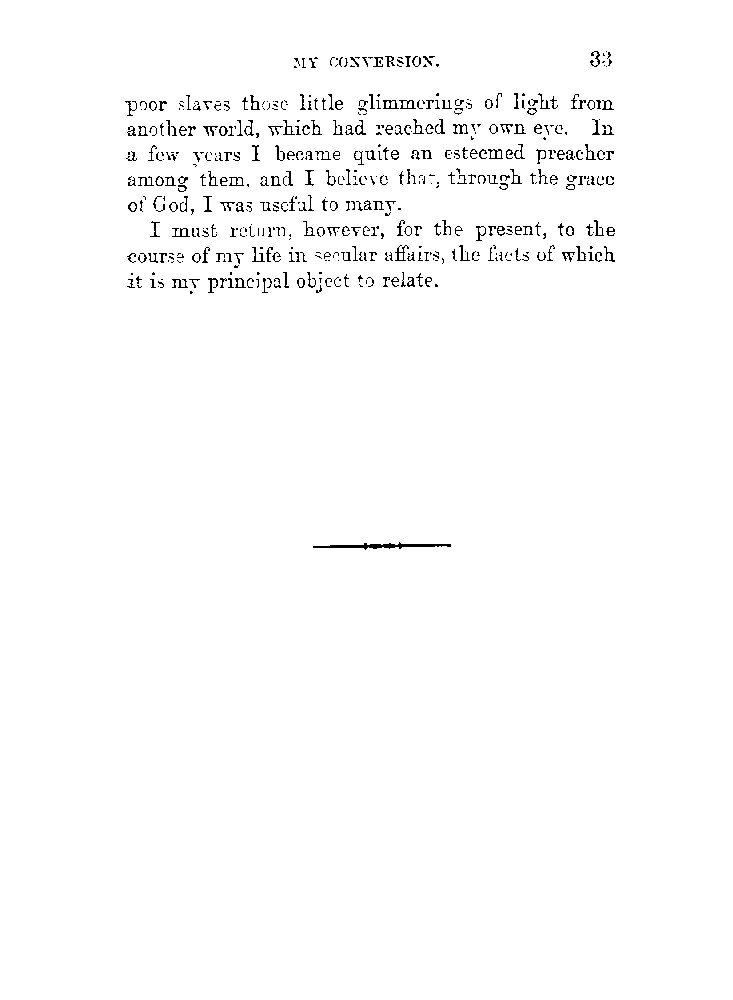 MY CONVERSION. 33
poor slaves those little glimmerings of light from
another world, which had reached my own eye. In
a few years I became quite an esteemed preacher
among them, and I believe that, through the grace
of God, I was useful to many.
I must return, however, for the present, to the
course of my life in secular affairs, the facts of which
it is my principal object to relate.